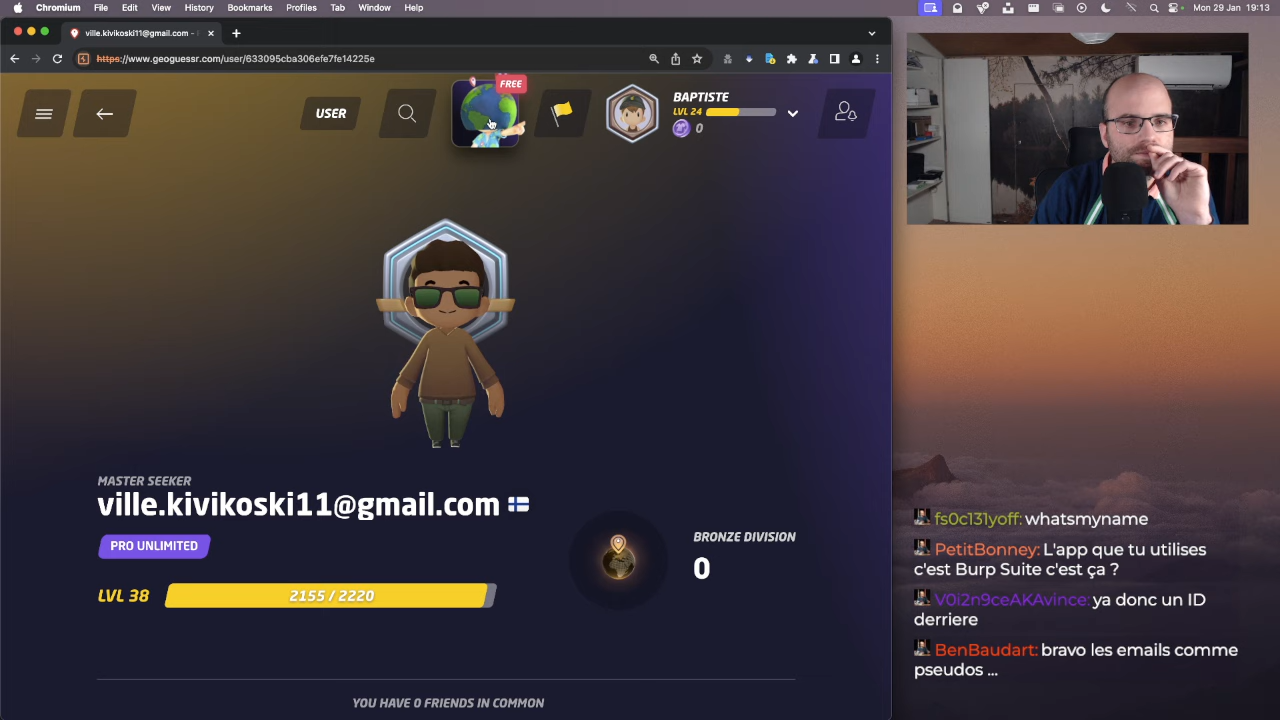 Chromium File Edit View History Bookmarks Profiles Tab Window Help Mon 29 Jan 19:13
ville.kivikoski11@gmail.com -
https://www.geoguessr.com/user/633095cba306efe7fe14225e
FREE
USER
BAPTISTE
LVL 24
0
MASTER SEEKER
ville.kivikoski11@gmail.com
PRO UNLIMITED
LVL 38 2155 / 2220
BRONZE DIVISION
0
YOU HAVE 0 FRIENDS IN COMMON
fs0c131yoff: whatsmyname
PetitBonney: L'app que tu utilises
c'est Burp Suite c'est ça ?
V0i2n9ceAKAvince: ya donc un ID
derriere
BenBaudart: bravo les emails comme
pseudos ...